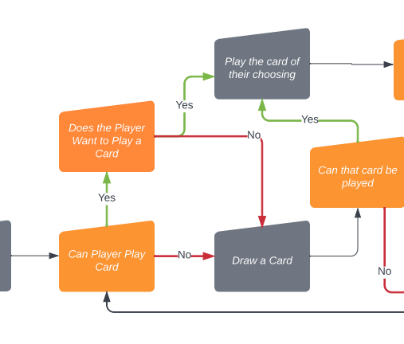 Play the card of
their choosing
Yes
Does the Player
Want to Play a
Card
No
Yes
Can that card be
played
Yes
Can Player Play
Card
No
Draw a Card
No